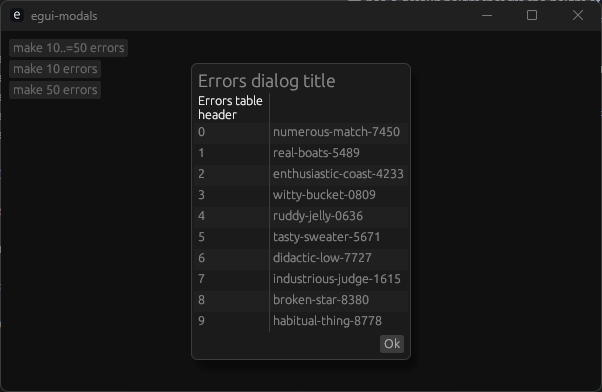 e egui-modals
make 10..=50 errors
make 10 errors
make 50 errors
Errors dialog title
Errors table
header
0 numerous-match-7450
1 real-boats-5489
2 enthusiastic-coast-4233
3 witty-bucket-0809
4 ruddy-jelly-0636
5 tasty-sweater-5671
6 didactic-low-7727
7 industrious-judge-1615
8 broken-star-8380
9 habitual-thing-8778
Ok